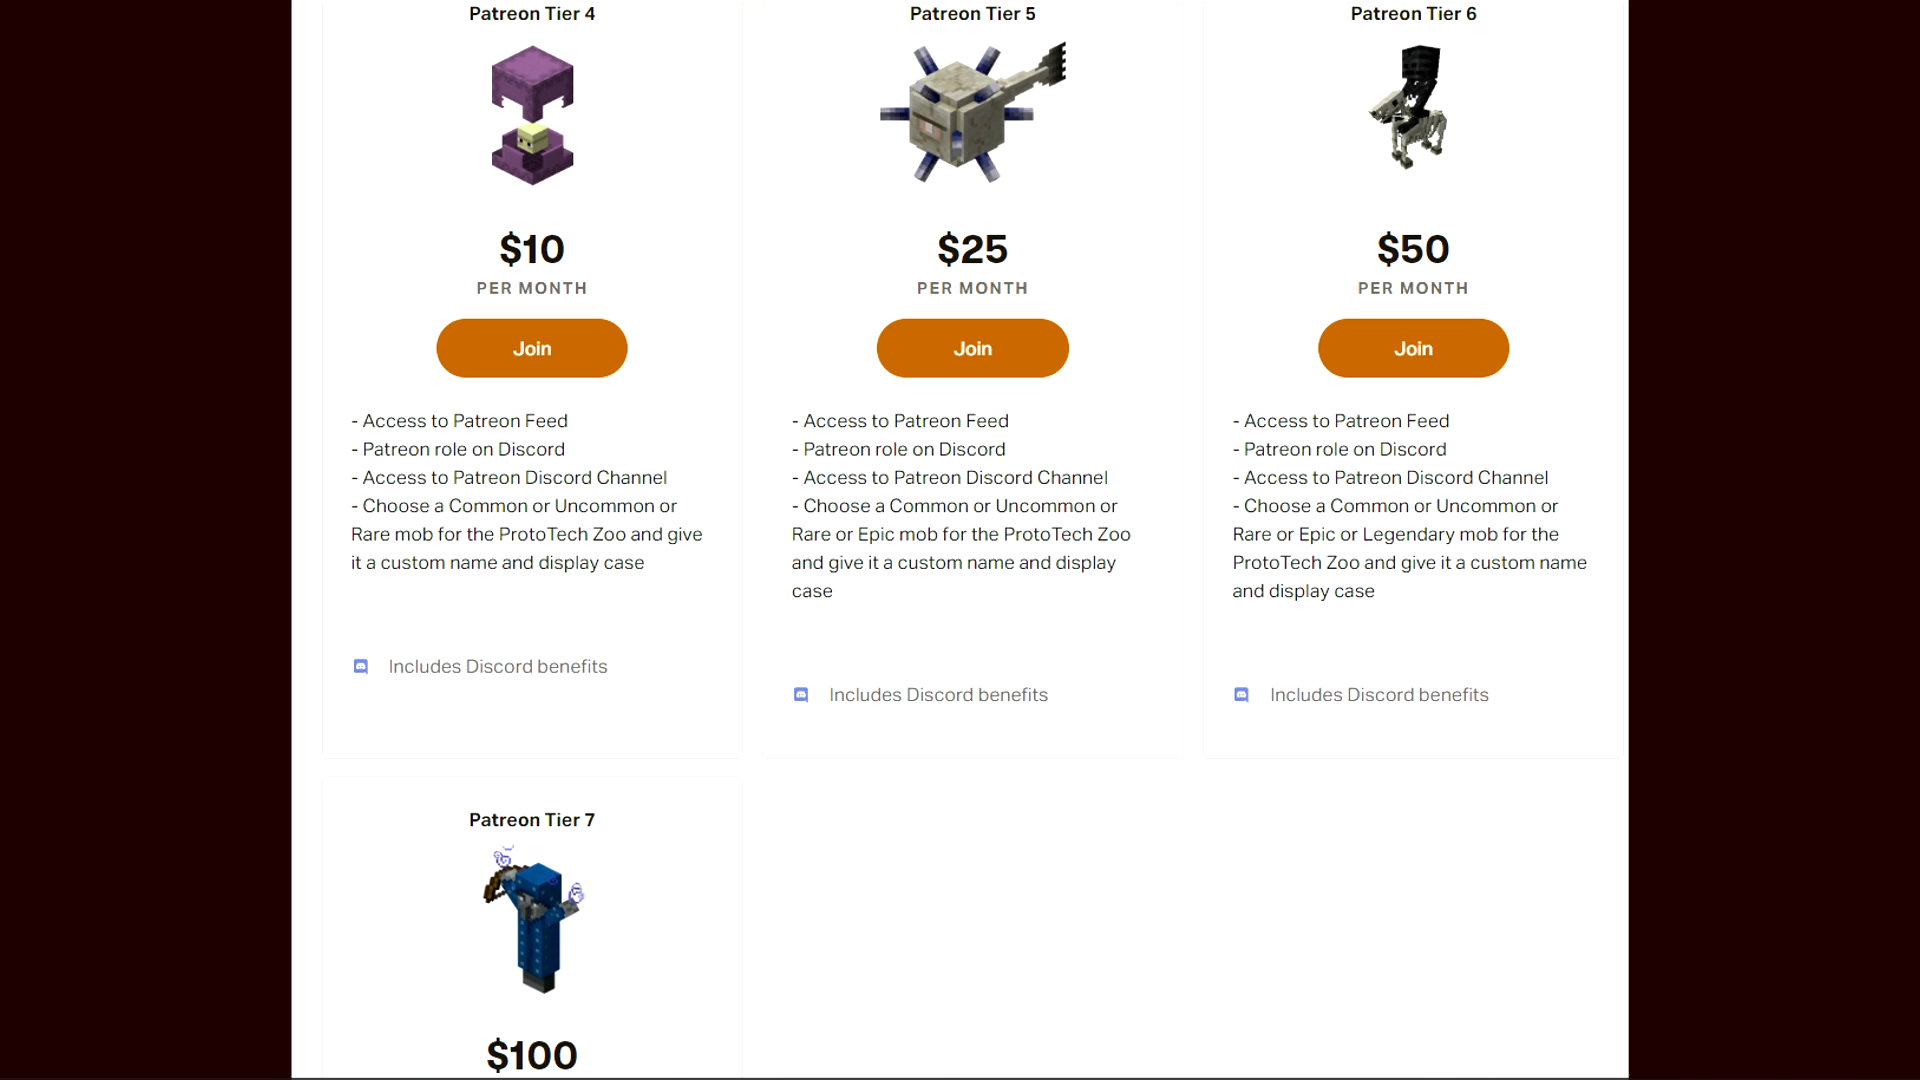 Patreon Tier 4
$10
PER MONTH
Join
- Access to Patreon Feed
- Patreon role on Discord
- Access to Patreon Discord Channel
- Choose a Common or Uncommon or
Rare mob for the ProtoTech Zoo and give
it a custom name and display case
Includes Discord benefits
Patreon Tier 5
$25
PER MONTH
Join
- Access to Patreon Feed
- Patreon role on Discord
- Access to Patreon Discord Channel
- Choose a Common or Uncommon or
Rare or Epic mob for the ProtoTech Zoo
and give it a custom name and display
case
Includes Discord benefits
Patreon Tier 6
$50
PER MONTH
Join
- Access to Patreon Feed
- Patreon role on Discord
- Access to Patreon Discord Channel
- Choose a Common or Uncommon or
Rare or Epic or Legendary mob for the
ProtoTech Zoo and give it a custom name
and display case
Includes Discord benefits
Patreon Tier 7
$100